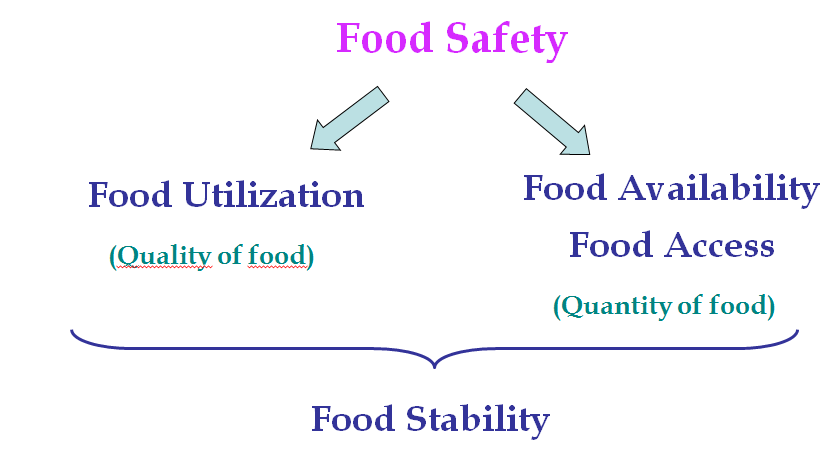 Food Safety
Food Utilization
(Quality of food)
Food Availability
Food Access
(Quantity of food)
Food Stability